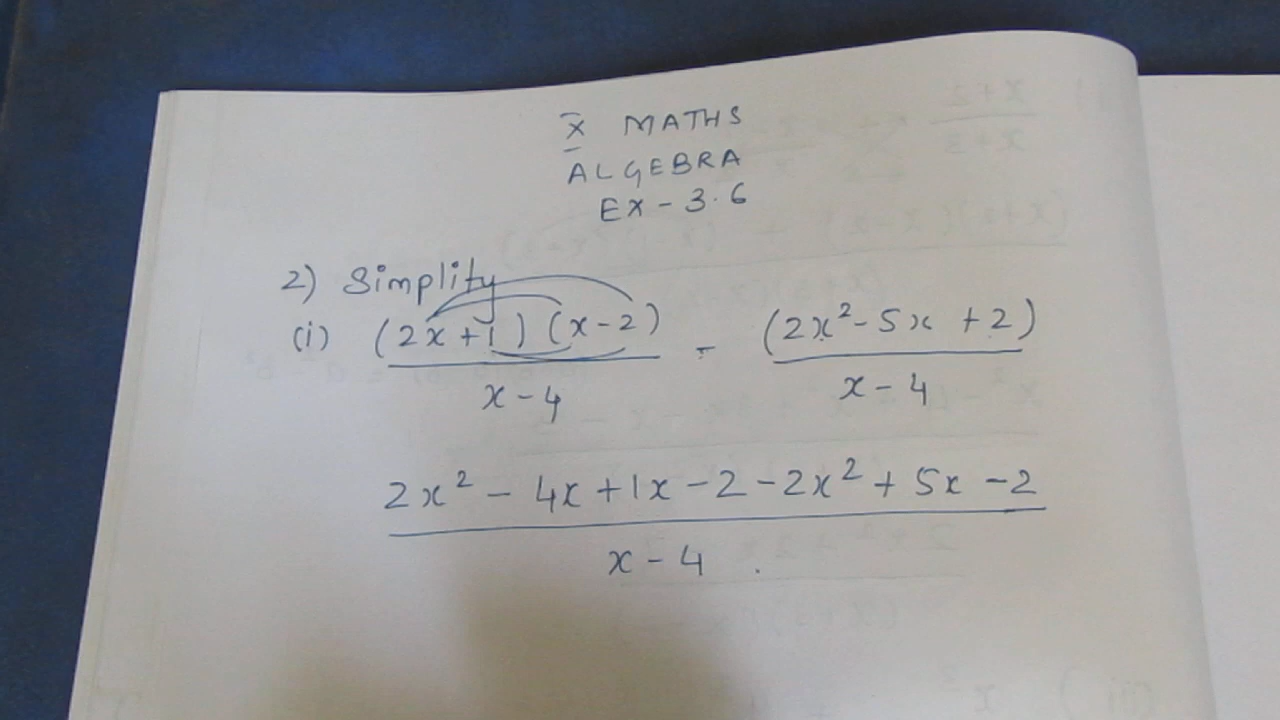 X MATHS
ALGEBRA
EX - 3.6
2) Simplity
(i) (2x+1)(x-2) / x-4 - (2x²-5x+2) / x-4
2x² - 4x + 1x - 2 - 2x² + 5x - 2 / x-4 .